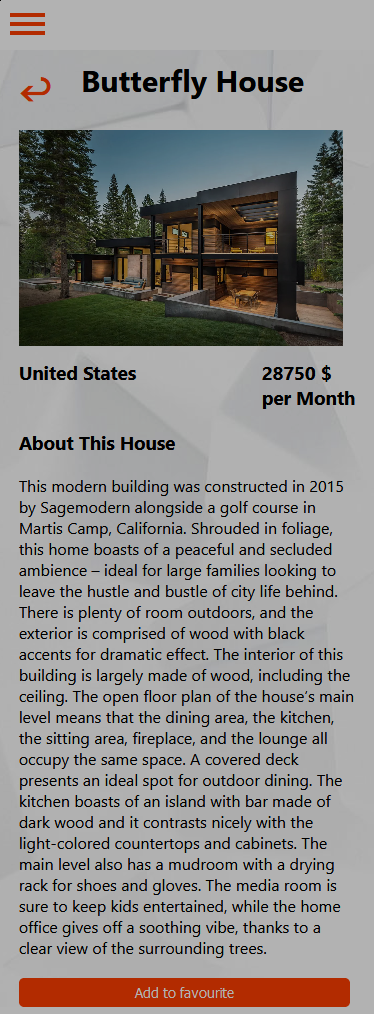 Butterfly House
United States
28750 $
per Month
About This House
This modern building was constructed in 2015
by Sagemodern alongside a golf course in
Martis Camp, California. Shrouded in foliage,
this home boasts of a peaceful and secluded
ambience – ideal for large families looking to
leave the hustle and bustle of city life behind.
There is plenty of room outdoors, and the
exterior is comprised of wood with black
accents for dramatic effect. The interior of this
building is largely made of wood, including the
ceiling. The open floor plan of the house’s main
level means that the dining area, the kitchen,
the sitting area, fireplace, and the lounge all
occupy the same space. A covered deck
presents an ideal spot for outdoor dining. The
kitchen boasts of an island with bar made of
dark wood and it contrasts nicely with the
light-colored countertops and cabinets. The
main level also has a mudroom with a drying
rack for shoes and gloves. The media room is
sure to keep kids entertained, while the home
office gives off a soothing vibe, thanks to a
clear view of the surrounding trees.
Add to favourite